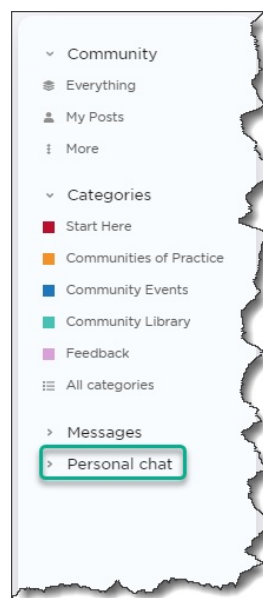 Community
Everything
My Posts
More
Categories
Start Here
Communities of Practice
Community Events
Community Library
Feedback
All categories
Messages
Personal chat